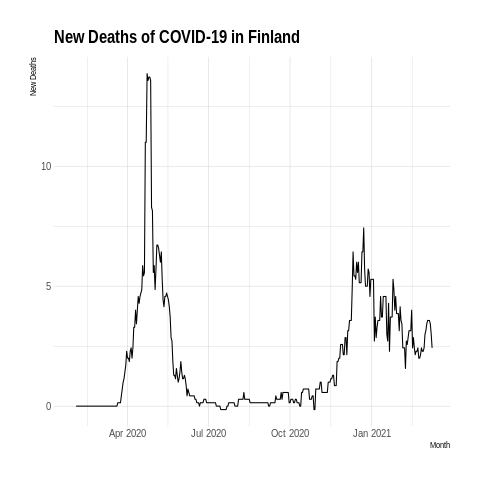 New Deaths of COVID-19 in Finland
New Deaths
10
5
0
Apr 2020 Jul 2020 Oct 2020 Jan 2021
Month